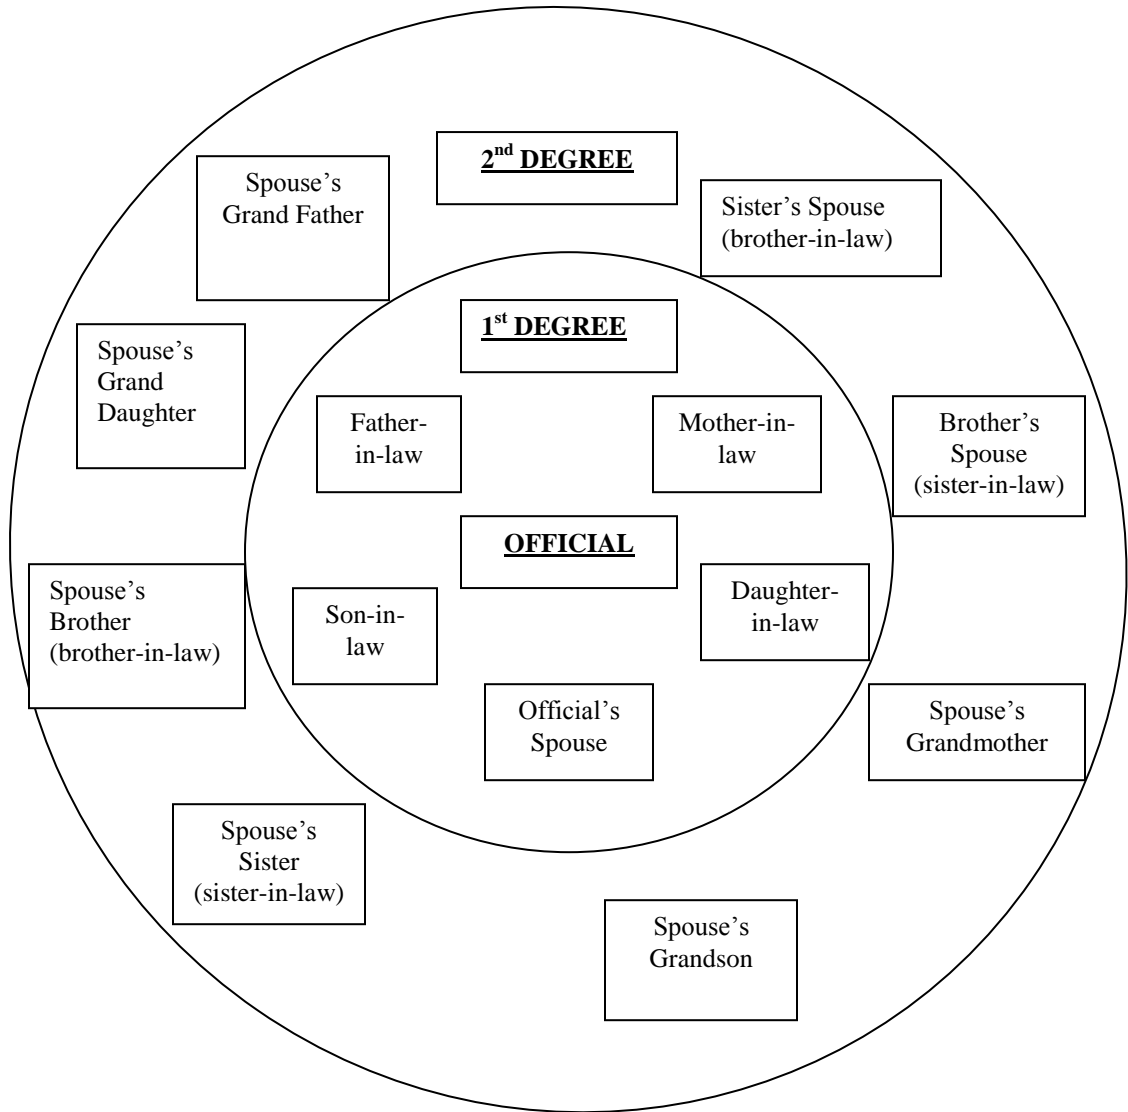 2nd DEGREE
Spouse’s
Grand Father
Sister’s Spouse
(brother-in-law)
1st DEGREE
Spouse’s
Grand
Daughter
Father-
in-law
Mother-in-
law
Brother’s
Spouse
(sister-in-law)
OFFICIAL
Spouse’s
Brother
(brother-in-law)
Son-in-
law
Daughter-
in-law
Official’s
Spouse
Spouse’s
Grandmother
Spouse’s
Sister
(sister-in-law)
Spouse’s
Grandson